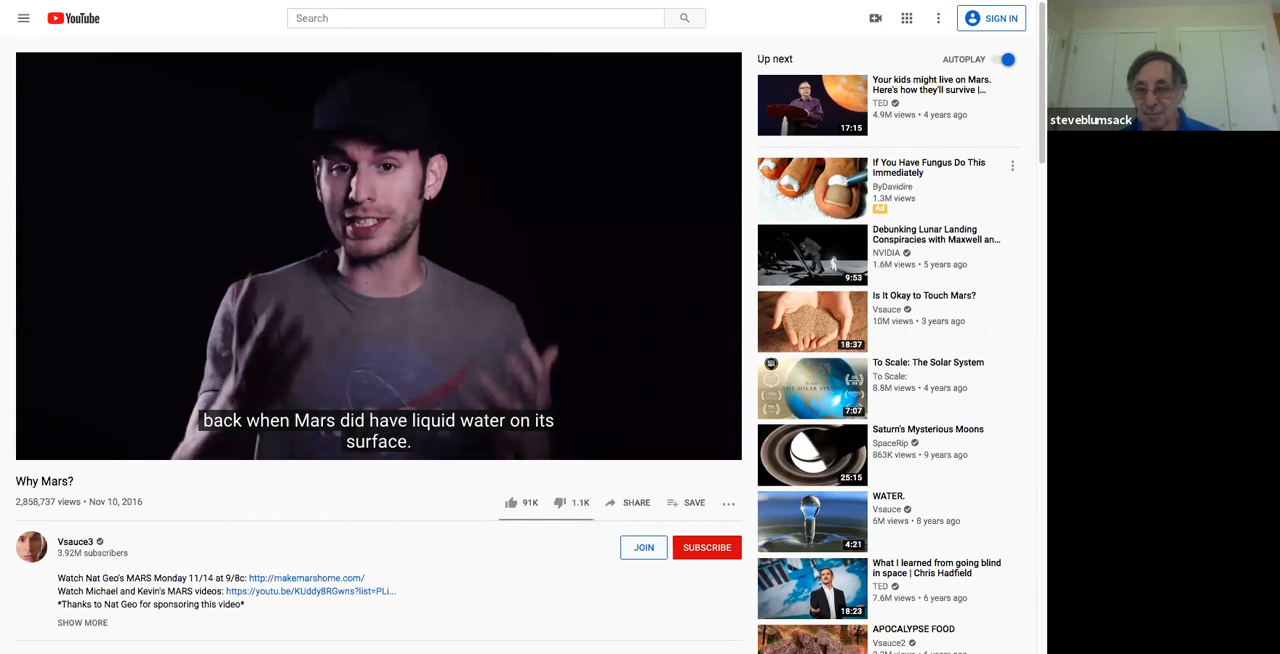 YouTube
Search
SIGN IN
back when Mars did have liquid water on its
surface.
Why Mars?
2,858,737 views • Nov 10, 2016
91K
1.1K
SHARE
SAVE
Vsauce3
3.92M subscribers
JOIN
SUBSCRIBE
Watch Nat Geo's MARS Monday 11/14 at 9/8c: http://makemarshome.com/
Watch Michael and Kevin's MARS videos: https://youtu.be/KUddy8RGwns?list=PLi...
*Thanks to Nat Geo for sponsoring this video*
SHOW MORE
Up next
AUTOPLAY
17:15
Your kids might live on Mars.
Here's how they'll survive |...
TED
4.9M views • 4 years ago
If You Have Fungus Do This
Immediately
ByDavidire
1.3M views
Ad
9:53
Debunking Lunar Landing
Conspiracies with Maxwell an...
NVIDIA
1.6M views • 5 years ago
18:37
Is It Okay to Touch Mars?
Vsauce
10M views • 3 years ago
THE SOLAR SYSTEM
7:07
To Scale: The Solar System
To Scale:
8.8M views • 4 years ago
25:15
Saturn's Mysterious Moons
SpaceRip
863K views • 9 years ago
4:21
WATER.
Vsauce
6M views • 8 years ago
18:23
What I learned from going blind
in space | Chris Hadfield
TED
7.6M views • 6 years ago
APOCALYPSE FOOD
Vsauce2
steveblumsack